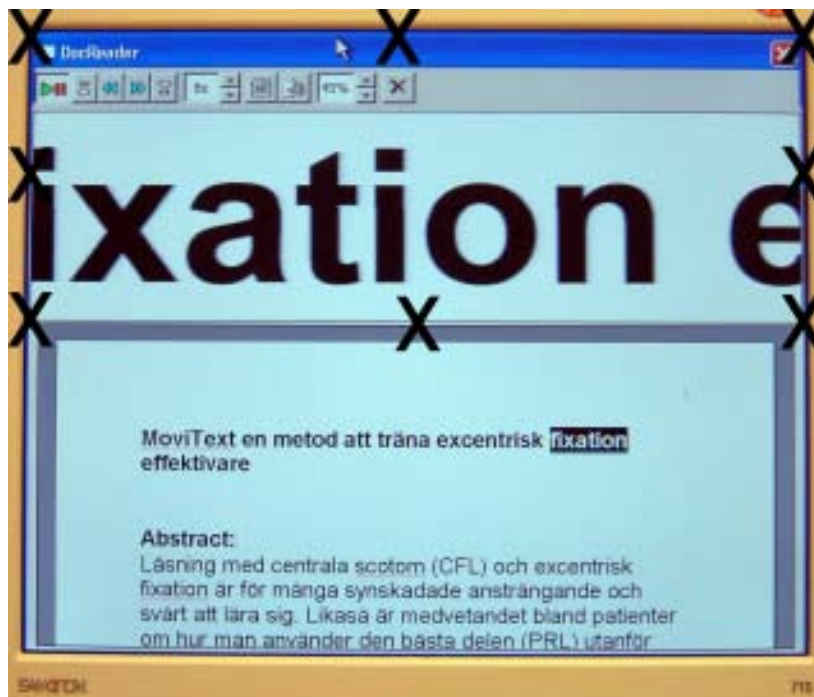 X X X
DocReader
X X
ixation e
X X X
MoviText en metod att träna excentrisk fixation
effektivare
Abstract:
Läsning med centrala scotom (CFL) och excentrisk
fixation är för många synskadade ansträngande och
svårt att lära sig. Likaså är medvetandet bland patienter
om hur man använder den bästa delen (PRL) utanför